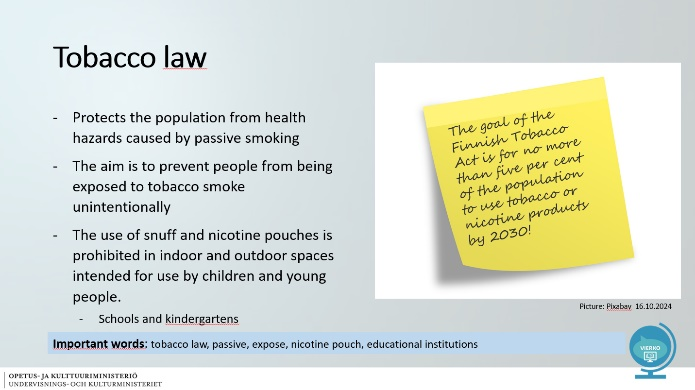 Tobacco law
- Protects the population from health
hazards caused by passive smoking
- The aim is to prevent people from being
exposed to tobacco smoke
unintentionally
- The use of snuff and nicotine pouches is
prohibited in indoor and outdoor spaces
intended for use by children and young
people.
- Schools and kindergartens
The goal of the
Finnish Tobacco
Act is for no more
than five per cent
of the population
to use tobacco or
nicotine products
by 2030!
Picture: Pixabay 16.10.2024
Important words: tobacco law, passive, expose, nicotine pouch, educational institutions
VIERKO
OPETUS- JA KULTTUURIMINISTERIÖ
UNDERVISNINGS- OCH KULTURMINISTERIET